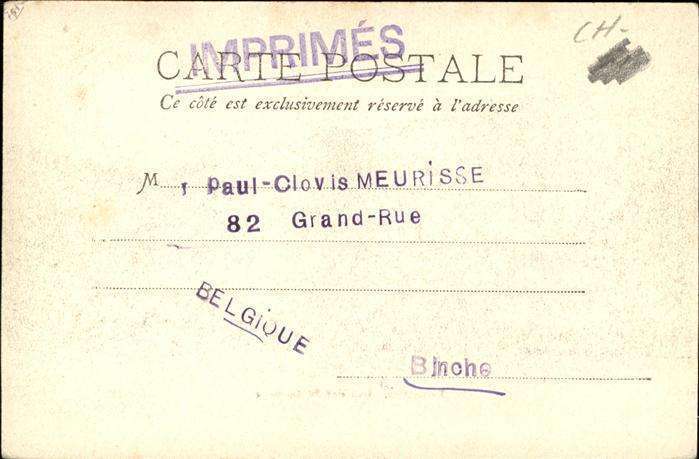 CH-
IMPRIMÉS
CARTE POSTALE
Ce côté est exclusivement réservé à l'adresse
M r Paul-Clovis MEURISSE
82 Grand-Rue
BELGIQUE
Binche